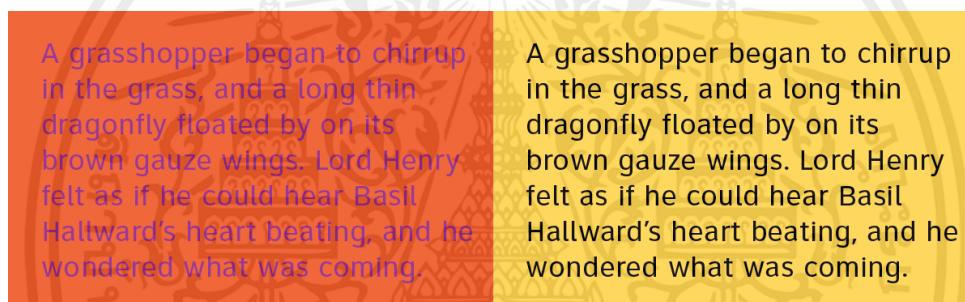 A grasshopper began to chirrup
in the grass, and a long thin
dragonfly floated by on its
brown gauze wings. Lord Henry
felt as if he could hear Basil
Hallward's heart beating, and he
wondered what was coming.
A grasshopper began to chirrup
in the grass, and a long thin
dragonfly floated by on its
brown gauze wings. Lord Henry
felt as if he could hear Basil
Hallward's heart beating, and he
wondered what was coming.